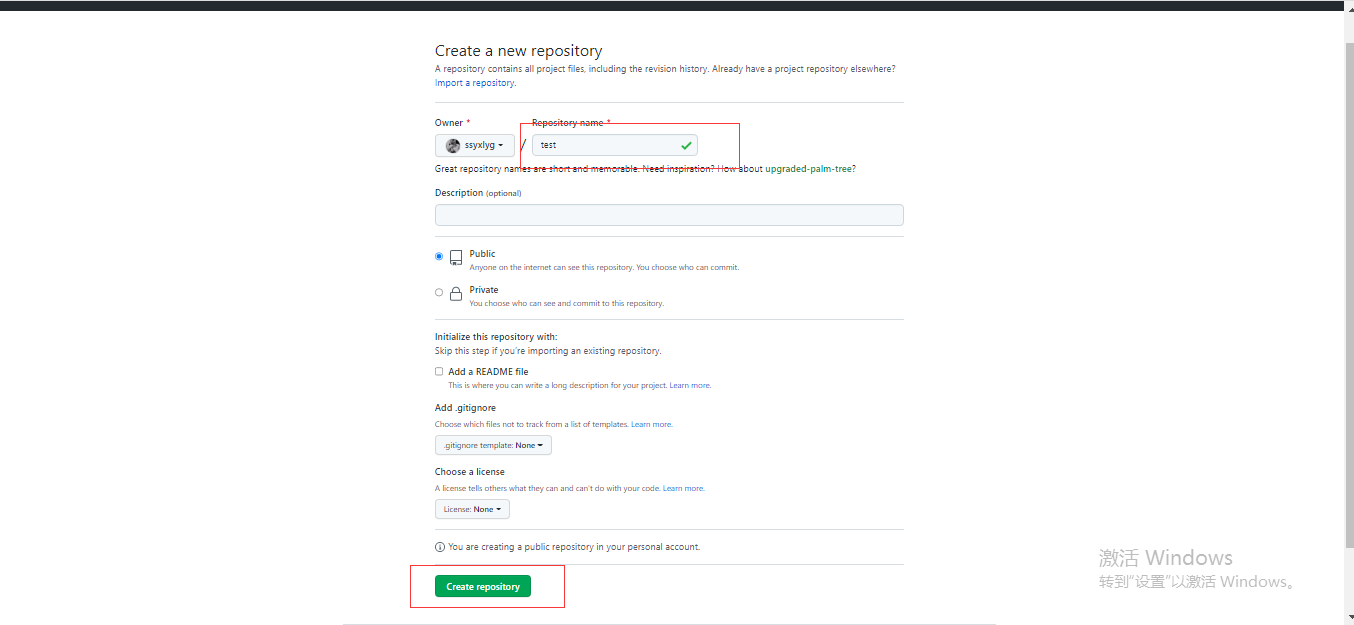 Create a new repository
A repository contains all project files, including the revision history. Already have a project repository elsewhere?
Import a repository.
Owner * Repository name *
ssyxlyg / test
Great repository names are short and memorable. Need inspiration? How about upgraded-palm-tree?
Description (optional)
Public
Anyone on the internet can see this repository. You choose who can commit.
Private
You choose who can see and commit to this repository.
Initialize this repository with:
Skip this step if you're importing an existing repository.
Add a README file
This is where you can write a long description for your project. Learn more.
Add .gitignore
Choose which files not to track from a list of templates. Learn more.
.gitignore template: None
Choose a license
A license tells others what they can and can't do with your code. Learn more.
License: None
You are creating a public repository in your personal account.
Create repository
激活 Windows
转到“设置”以激活 Windows。